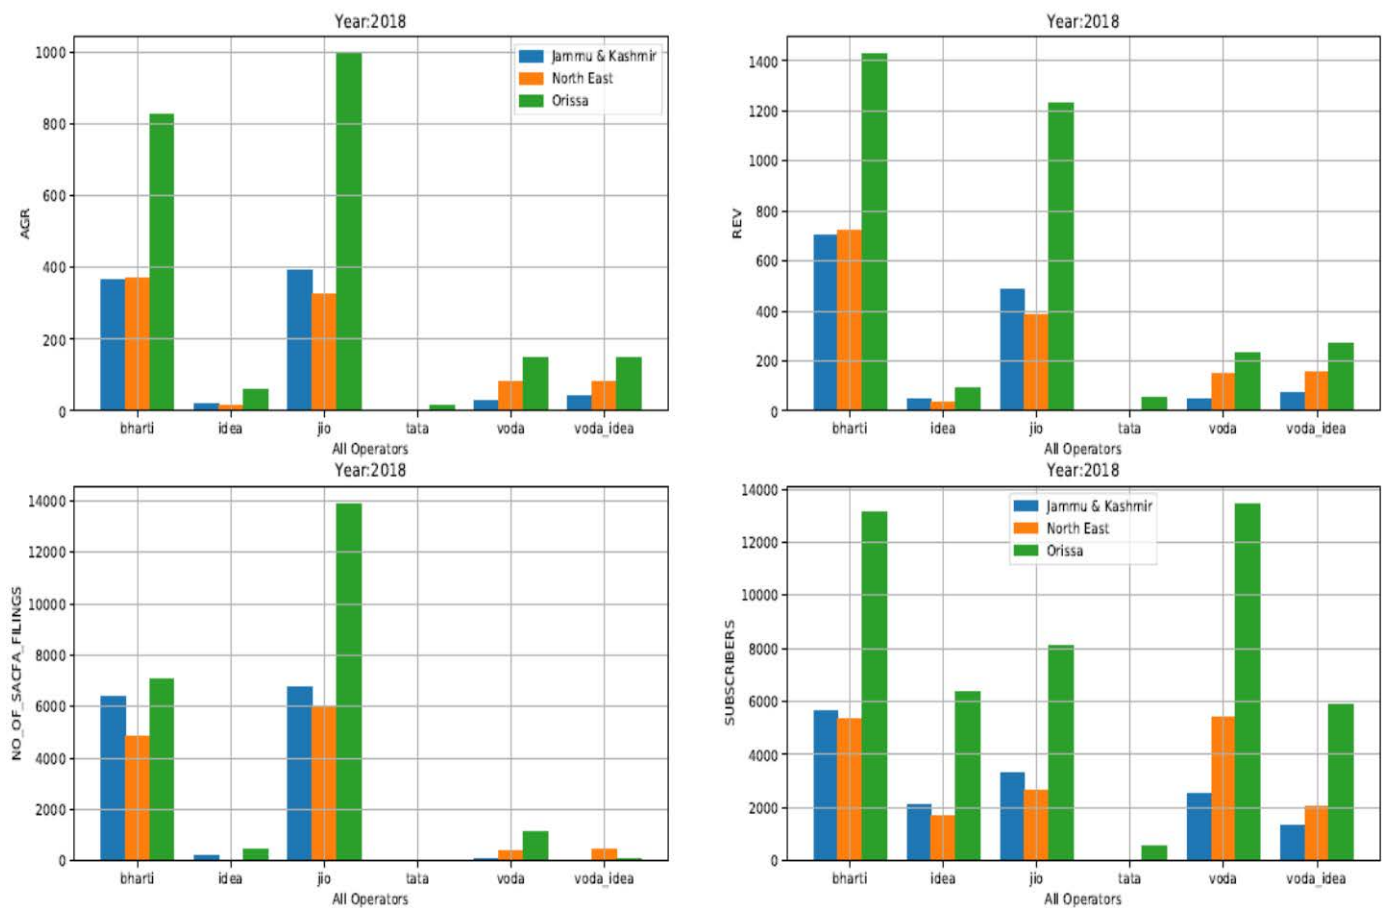 Year:2018
1000
800
600
400
200
0
AGR
Jammu & Kashmir
North East
Orissa
bharti idea jio tata voda voda_idea
All Operators
Year:2018
1400
1200
1000
800
600
400
200
0
REV
bharti idea jio tata voda voda_idea
All Operators
Year:2018
14000
12000
10000
8000
6000
4000
2000
0
NO_OF_SACFA_FILINGS
bharti idea jio tata voda voda_idea
All Operators
Year:2018
14000
12000
10000
8000
6000
4000
2000
0
SUBSCRIBERS
Jammu & Kashmir
North East
Orissa
bharti idea jio tata voda voda_idea
All Operators